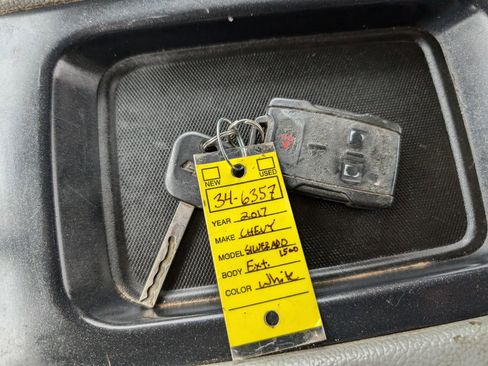 NEW USED
34-6357
YEAR 2017
MAKE CHEVY
MODEL SILVERADO
1500
BODY Ext.
COLOR White